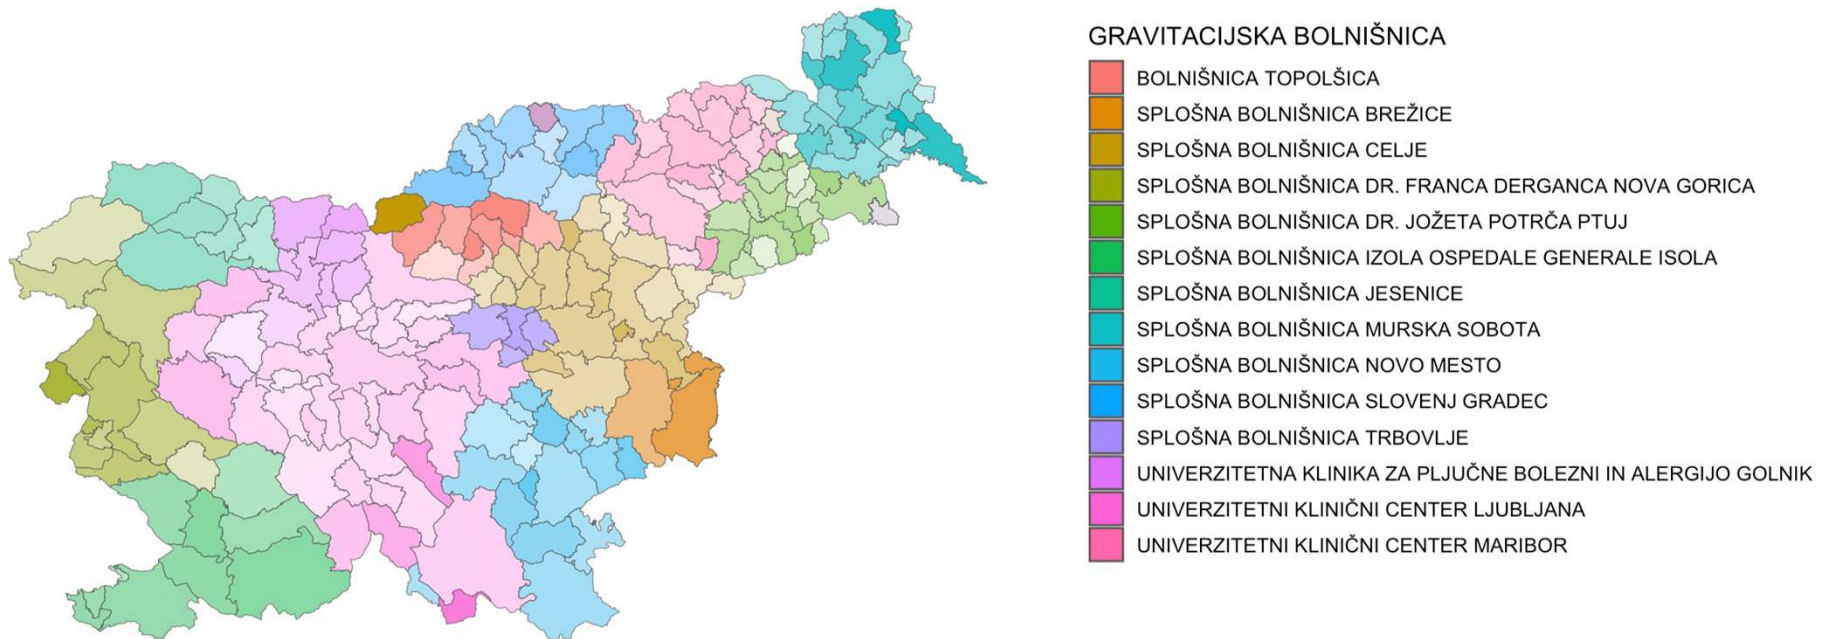 GRAVITACIJSKA BOLNIŠNICA
BOLNIŠNICA TOPOLŠICA
SPLOŠNA BOLNIŠNICA BREŽICE
SPLOŠNA BOLNIŠNICA CELJE
SPLOŠNA BOLNIŠNICA DR. FRANCA DERGANCA NOVA GORICA
SPLOŠNA BOLNIŠNICA DR. JOŽETA POTRČA PTUJ
SPLOŠNA BOLNIŠNICA IZOLA OSPEDALE GENERALE ISOLA
SPLOŠNA BOLNIŠNICA JESENICE
SPLOŠNA BOLNIŠNICA MURSKA SOBOTA
SPLOŠNA BOLNIŠNICA NOVO MESTO
SPLOŠNA BOLNIŠNICA SLOVENJ GRADEC
SPLOŠNA BOLNIŠNICA TRBOVLJE
UNIVERZITETNA KLINIKA ZA PLJUČNE BOLEZNI IN ALERGIJO GOLNIK
UNIVERZITETNI KLINIČNI CENTER LJUBLJANA
UNIVERZITETNI KLINIČNI CENTER MARIBOR